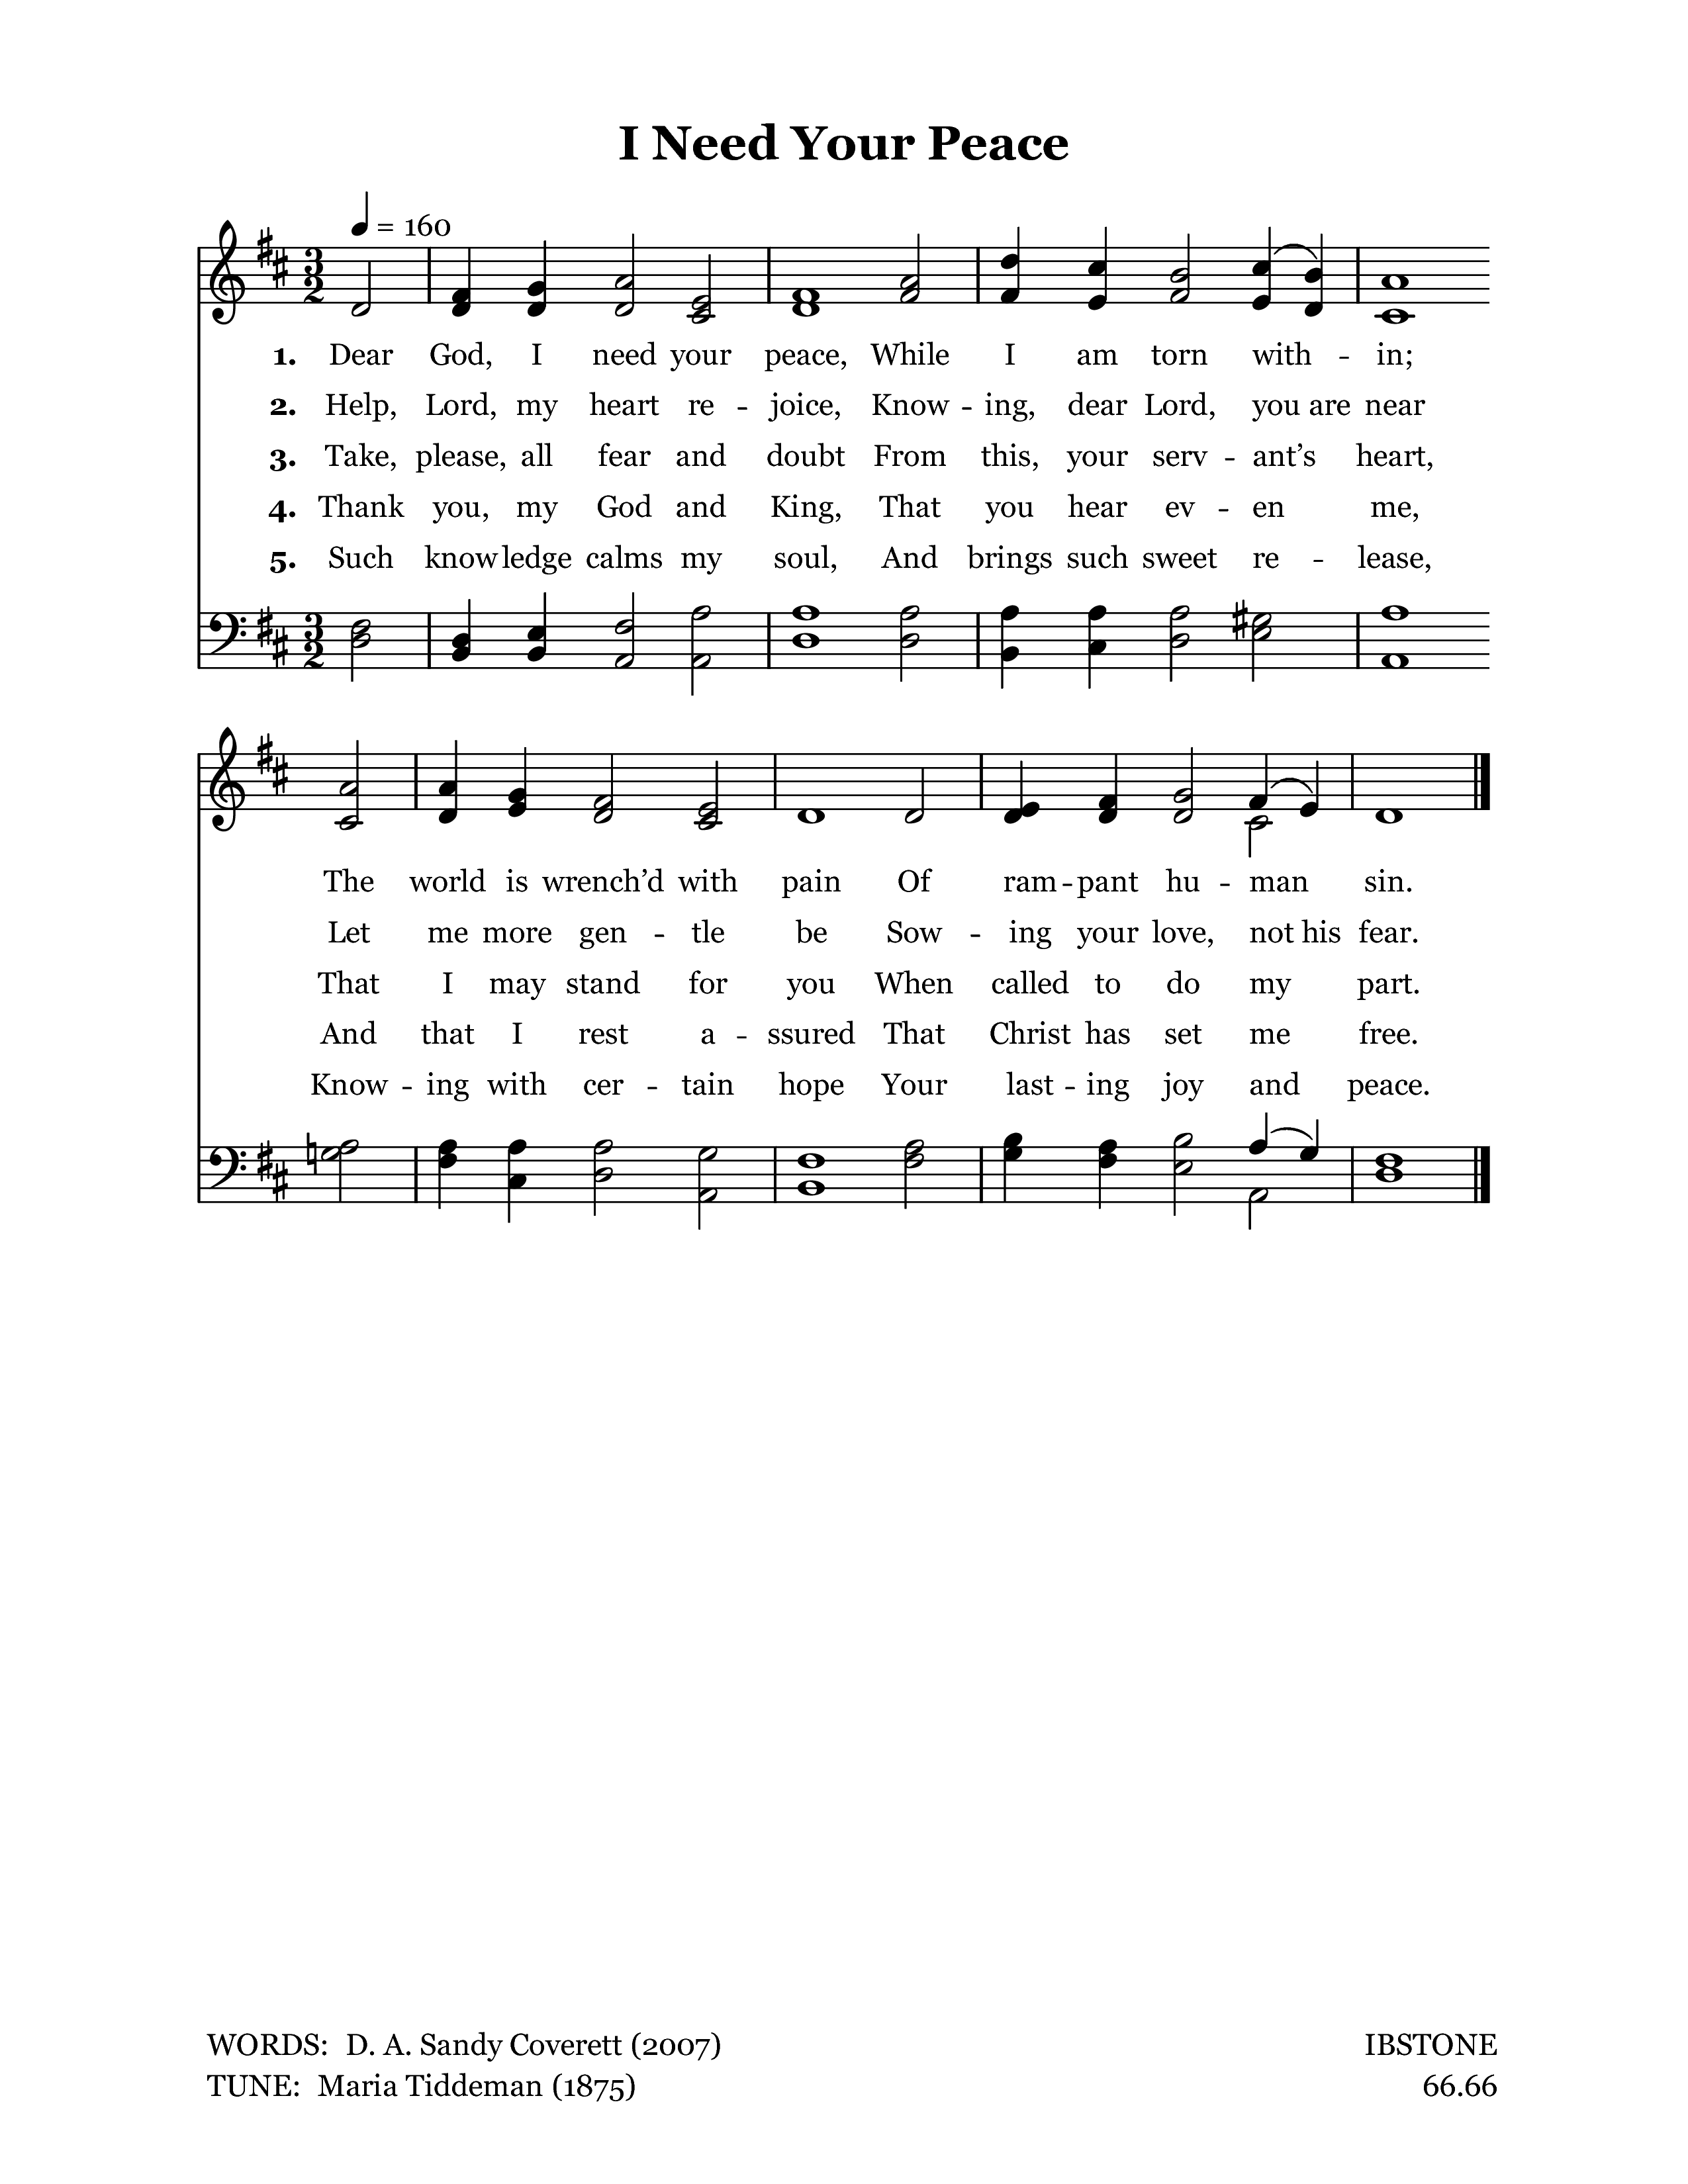 I Need Your Peace
= 160
1. Dear God, I need your peace, While I am torn with -- in;
2. Help, Lord, my heart re -- joice, Know -- ing, dear Lord, you are near
3. Take, please, all fear and doubt From this, your serv -- ant’s heart,
4. Thank you, my God and King, That you hear ev -- en me,
5. Such knowledge calms my soul, And brings such sweet re -- lease,
The world is wrench’d with pain Of ram -- pant hu -- man sin.
Let me more gen -- tle be Sow -- ing your love, not his fear.
That I may stand for you When called to do my part.
And that I rest a -- ssured That Christ has set me free.
Know -- ing with cer -- tain hope Your last -- ing joy and peace.
WORDS: D. A. Sandy Coverett (2007) IBSTONE
TUNE: Maria Tiddeman (1875) 66.66